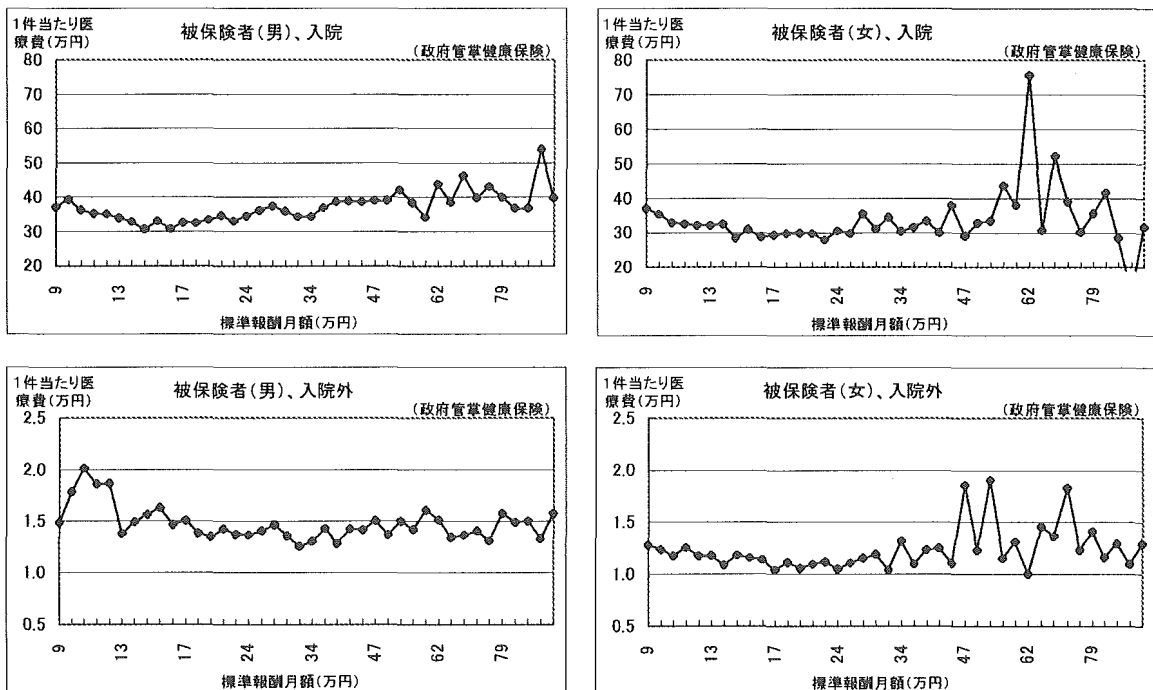 1件当たり医
療費(万円)
被保険者(男)、入院
(政府管掌健康保険)
80
70
60
50
40
30
20
9
13
17
24
34
47
62
79
標準報酬月額(万円)
1件当たり医
療費(万円)
被保険者(女)、入院
(政府管掌健康保険)
80
70
60
50
40
30
20
9
13
17
24
34
47
62
79
標準報酬月額(万円)
1件当たり医
療費(万円)
被保険者(男)、入院外
(政府管掌健康保険)
2.5
2.0
1.5
1.0
0.5
9
13
17
24
34
47
62
79
標準報酬月額(万円)
1件当たり医
療費(万円)
被保険者(女)、入院外
(政府管掌健康保険)
2.5
2.0
1.5
1.0
0.5
9
13
17
24
34
47
62
79
標準報酬月額(万円)